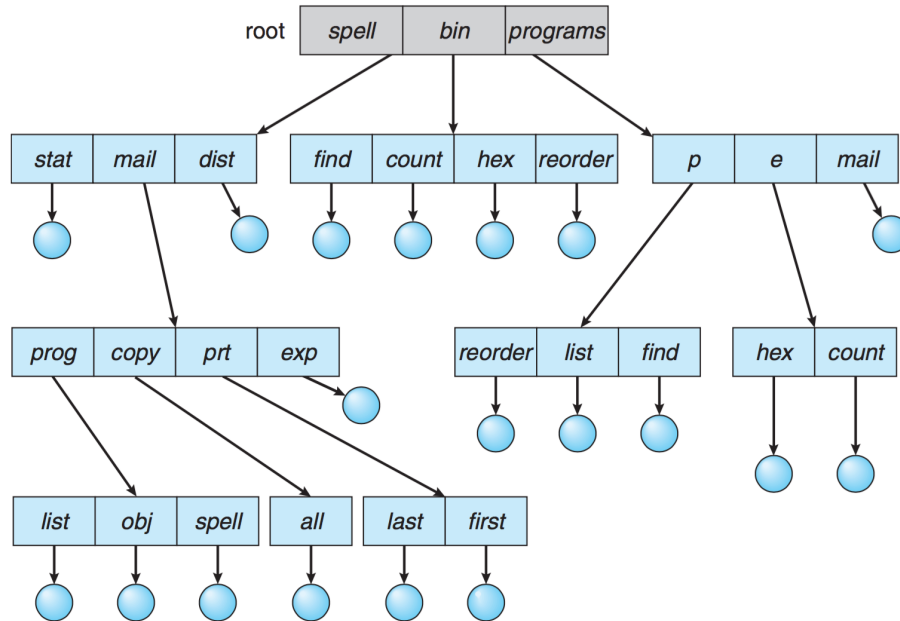 root spell bin programs
stat mail dist find count hex reorder p e mail
prog copy prt exp reorder list find hex count
list obj spell all last first